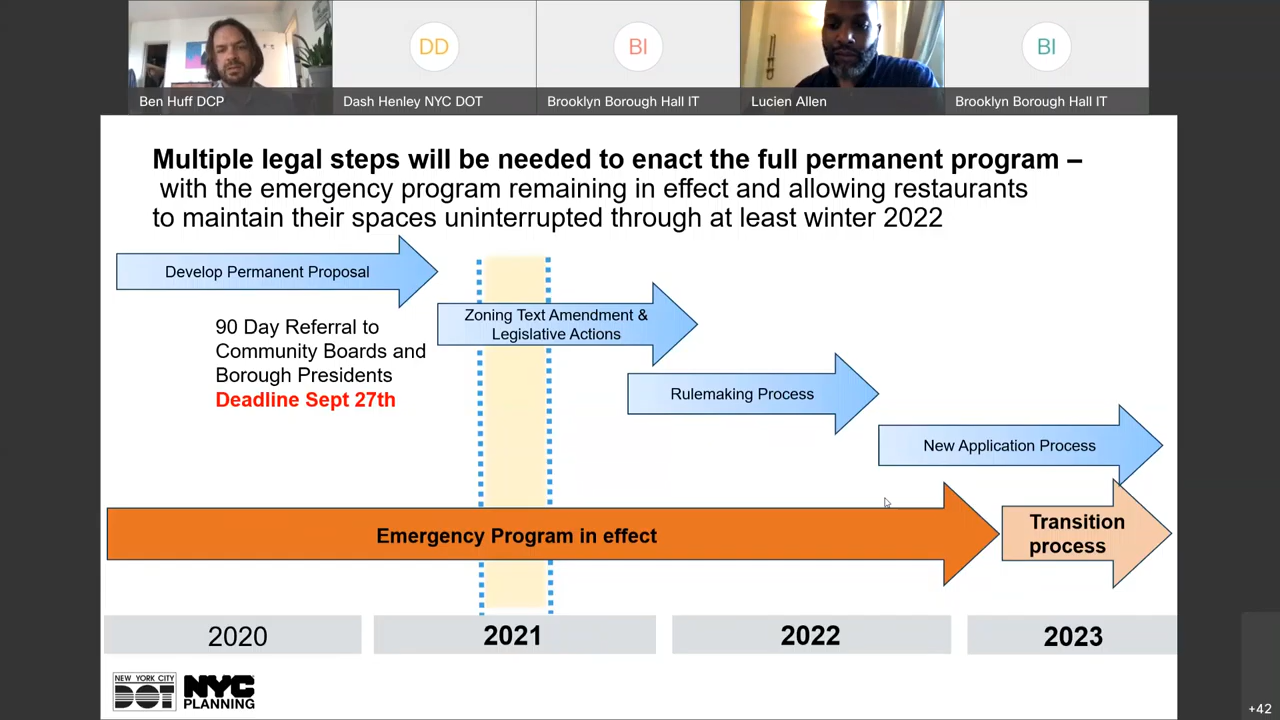 DD
BI
BI
Ben Huff DCP
Dash Henley NYC DOT
Brooklyn Borough Hall IT
Lucien Allen
Brooklyn Borough Hall IT
Multiple legal steps will be needed to enact the full permanent program –
with the emergency program remaining in effect and allowing restaurants
to maintain their spaces uninterrupted through at least winter 2022
Develop Permanent Proposal
Zoning Text Amendment &
Legislative Actions
90 Day Referral to
Community Boards and
Borough Presidents
Deadline Sept 27th
Rulemaking Process
New Application Process
Emergency Program in effect
Transition
process
2020
2021
2022
2023
NEW YORK CITY
DOT
NYC
PLANNING
+42